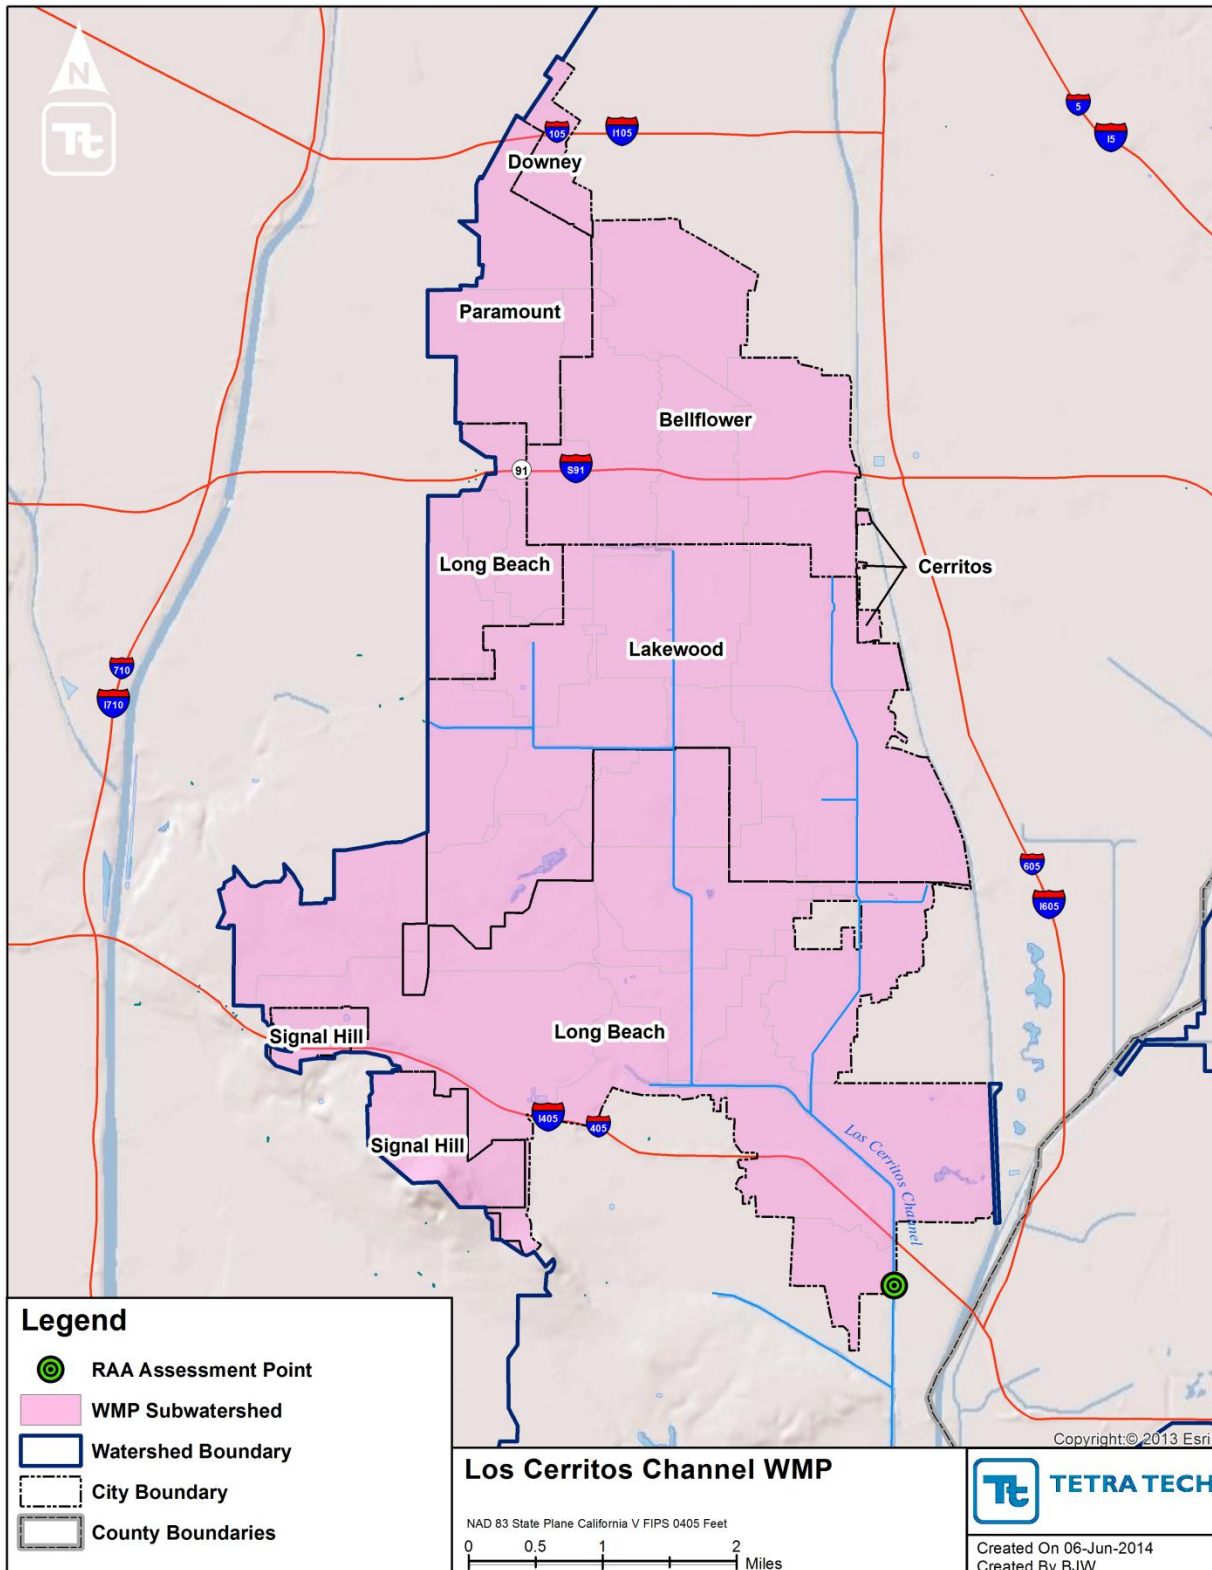 N
Tt
105
I105
5
I5
Downey
Paramount
Bellflower
91
S91
Long Beach
Cerritos
Lakewood
710
I710
605
I605
Signal Hill
Long Beach
I405
405
Signal Hill
Los Cerritos Channel
Legend
RAA Assessment Point
WMP Subwatershed
Watershed Boundary
City Boundary
County Boundaries
Copyright:© 2013 Esri
Los Cerritos Channel WMP
NAD 83 State Plane California V FIPS 0405 Feet
0 0.5 1 2
Miles
Tt TETRA TECH
Created On 06-Jun-2014
Created By BJW